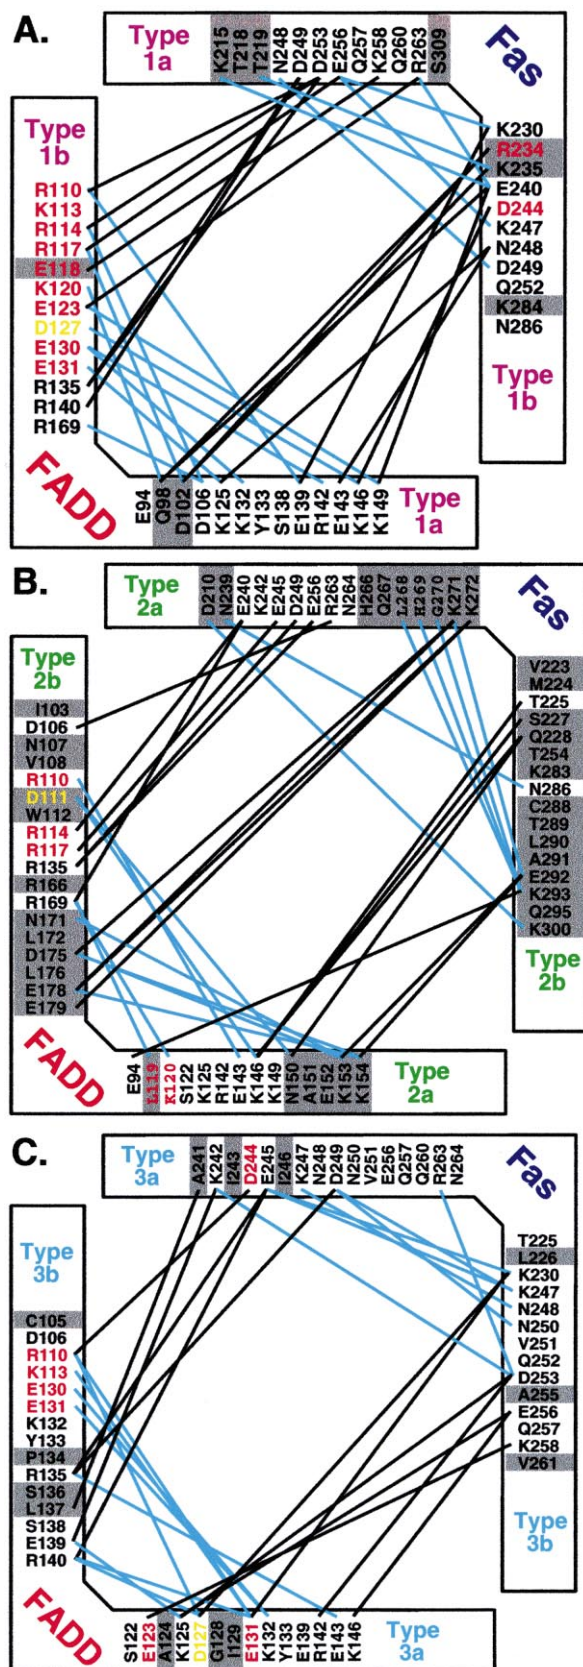 A.
Type
1a
K215
T218
T219
N248
D249
D253
E256
Q257
K258
Q260
R263
S309
Fas
Type
1b
R110
K113
R114
R117
E118
K120
E123
D127
E130
E131
R135
R140
R169
K230
R234
K235
E240
D244
K247
N248
D249
Q252
K284
N286
Type
1b
FADD
E94
Q98
D102
D106
K125
K132
Y133
S138
E139
R142
E143
K146
K149
Type
1a
B.
Type
2a
D210
N239
E240
K242
E245
D249
E256
R263
N264
H266
Q267
L268
H269
G270
K271
K272
Fas
Type
2b
I103
D106
N107
V108
R110
D111
W112
R114
R117
R135
R166
R169
N171
L172
D175
L176
E178
E179
V223
M224
T225
S227
Q228
T254
K283
N286
C288
T289
L290
A291
E292
K293
Q295
K300
Type
2b
FADD
E94
L119
K120
S122
K125
R142
E143
K146
K149
N150
A151
E152
K153
K154
Type
2a
C.
Type
3a
A241
K242
I243
D244
E245
I246
K247
N248
D249
N250
V251
E256
Q257
Q260
R263
N264
Fas
Type
3b
C105
D106
R110
K113
E130
E131
K132
Y133
P134
R135
S136
L137
S138
E139
R140
T225
L226
K230
K247
N248
N250
V251
Q252
D253
A255
E256
Q257
K258
V261
Type
3b
FADD
S122
E123
A124
K125
D127
G128
I129
E131
K132
Y133
E139
R142
E143
K146
Type
3a